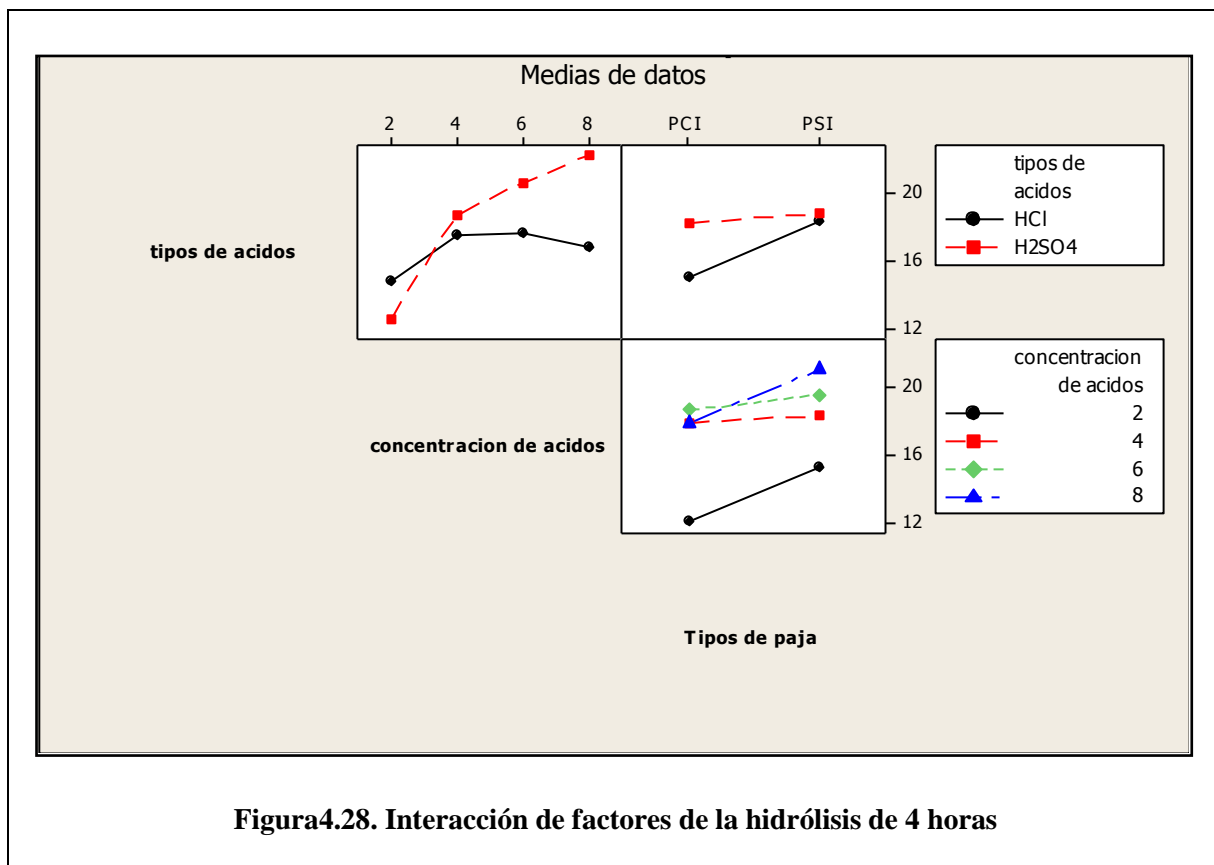 Medias de datos
2 4 6 8 PCI PSI
tipos de acidos
20
16
12
tipos de
acidos
HCl
H2SO4
concentracion de acidos
20
16
12
concentracion
de acidos
2
4
6
8
Tipos de paja
Figura4.28. Interacción de factores de la hidrólisis de 4 horas